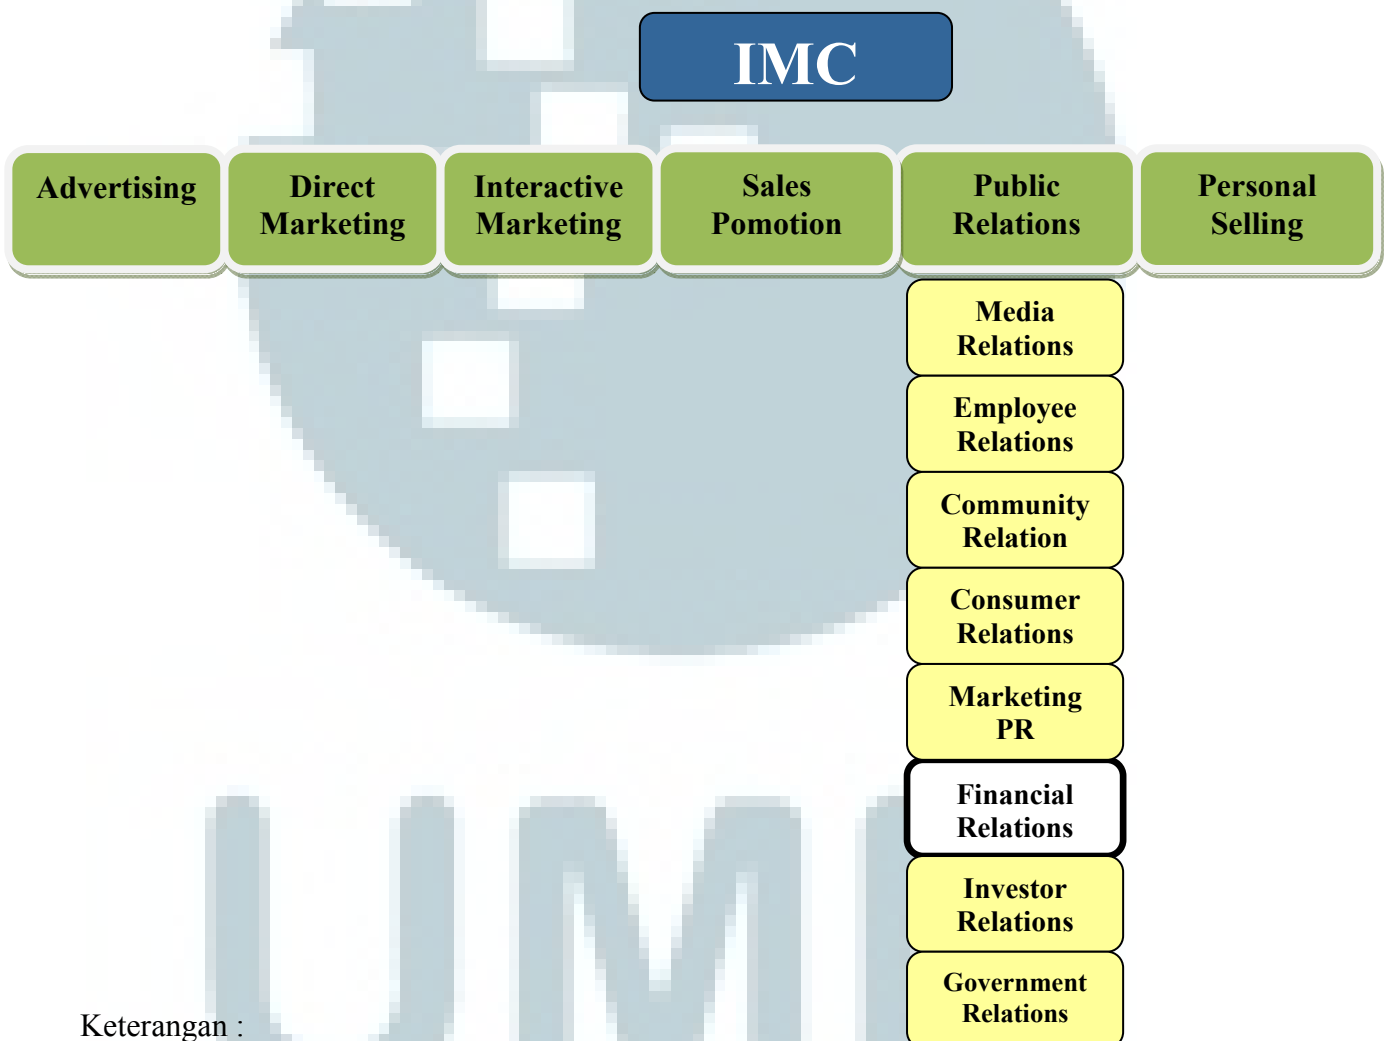 IMC
Advertising
Direct
Marketing
Interactive
Marketing
Sales
Pomotion
Public
Relations
Personal
Selling
Media
Relations
Employee
Relations
Community
Relation
Consumer
Relations
Marketing
PR
Financial
Relations
Investor
Relations
Government
Relations
Keterangan :
UM